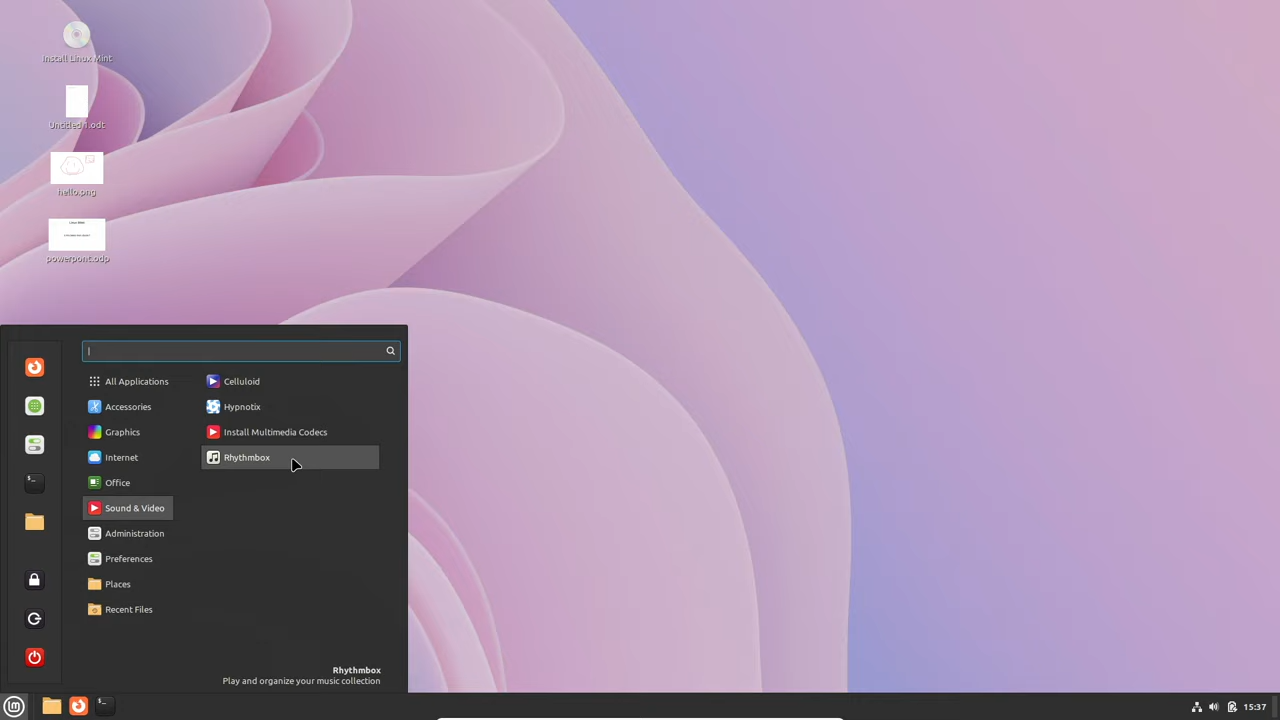 Install Linux Mint
Untitled 1.odt
hello.png
powerpont.odp
All Applications
Accessories
Graphics
Internet
Office
Sound & Video
Administration
Preferences
Places
Recent Files
Celluloid
Hypnotix
Install Multimedia Codecs
Rhythmbox
Rhythmbox
Play and organize your music collection
15:37